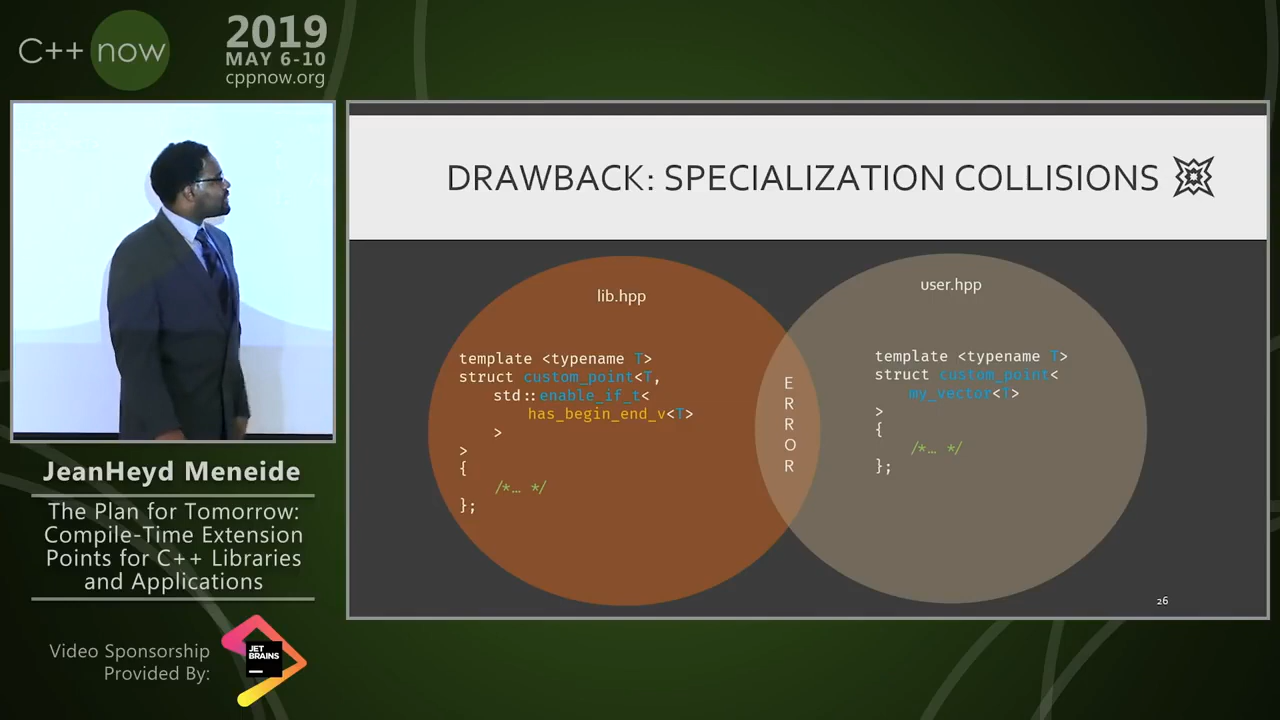 C++ now
2019
MAY 6-10
cppnow.org
DRAWBACK: SPECIALIZATION COLLISIONS
lib.hpp
template <typename T>
struct custom_point<T,
std::enable_if_t<
has_begin_end_v<T>
>
>
{
/*… */
};
E
R
R
O
R
user.hpp
template <typename T>
struct custom_point<
my_vector<T>
>
{
/*… */
};
26
JeanHeyd Meneide
The Plan for Tomorrow:
Compile-Time Extension
Points for C++ Libraries
and Applications
Video Sponsorship
Provided By:
JET
BRAINS